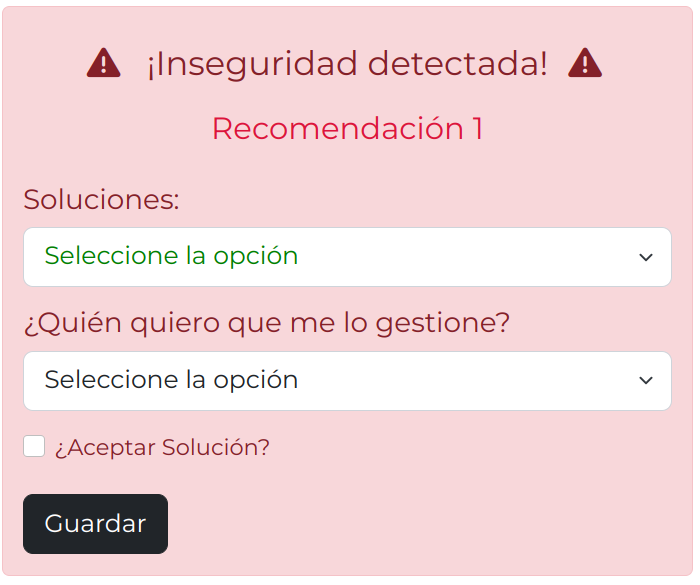 ¡Inseguridad detectada!
Recomendación 1
Soluciones:
Seleccione la opción
¿Quién quiero que me lo gestione?
Seleccione la opción
¿Aceptar Solución?
Guardar